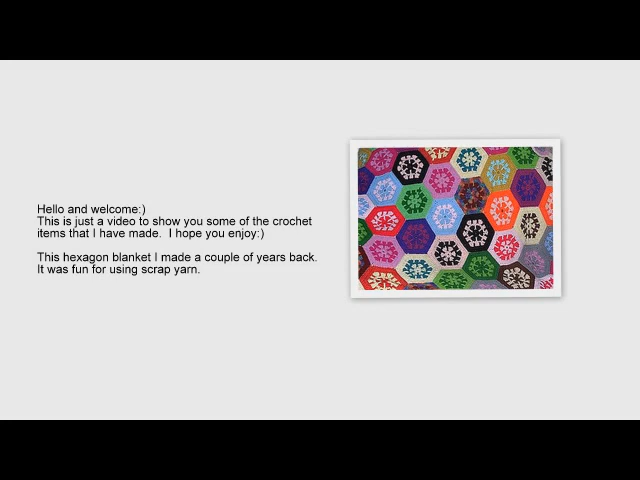 Hello and welcome:)
This is just a video to show you some of the crochet
items that I have made.  I hope you enjoy:)
This hexagon blanket I made a couple of years back.
It was fun for using scrap yarn.